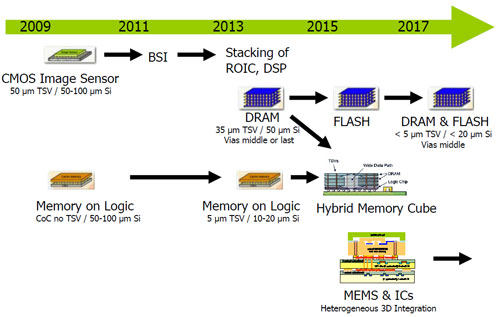 2009 2011 2013 2015 2017
BSI
Stacking of
ROIC, DSP
CMOS Image Sensor
50 µm TSV / 50-100 µm Si
DRAM
35 µm TSV / 50 µm Si
Vias middle or last
FLASH
DRAM & FLASH
< 5 µm TSV / < 20 µm Si
Vias middle
TSVs
Wide Data Path
DRAM
Logic Chip
Memory on Logic
CoC no TSV / 50-100 µm Si
Memory on Logic
5 µm TSV / 10-20 µm Si
Hybrid Memory Cube
MEMS & ICs
Heterogeneous 3D Integration